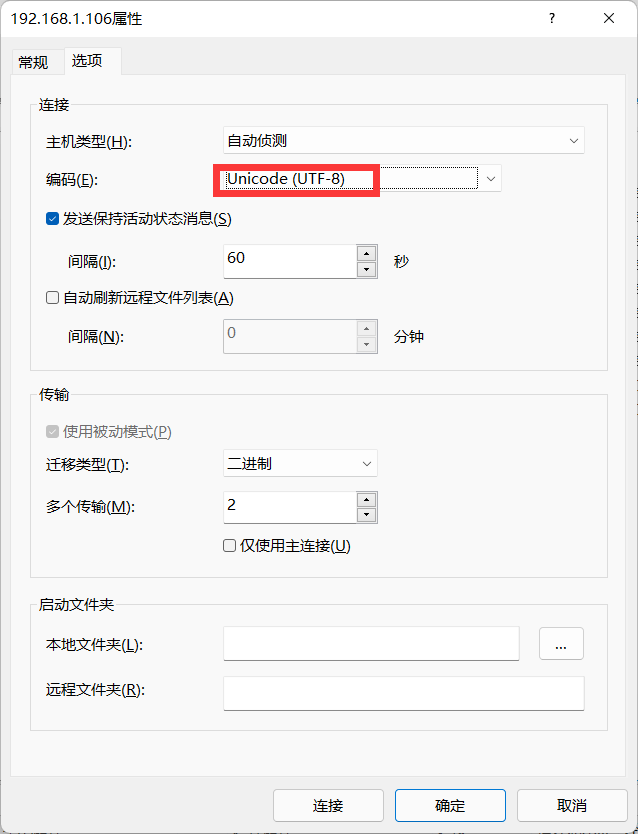 192.168.1.106属性
?
常规 选项
连接
主机类型(H): 自动侦测
编码(E): Unicode (UTF-8)
发送保持活动状态消息(S)
间隔(I): 60 秒
自动刷新远程文件列表(A)
间隔(N): 0 分钟
传输
使用被动模式(P)
迁移类型(T): 二进制
多个传输(M): 2
仅使用主连接(U)
启动文件夹
本地文件夹(L): ...
远程文件夹(R):
连接 确定 取消